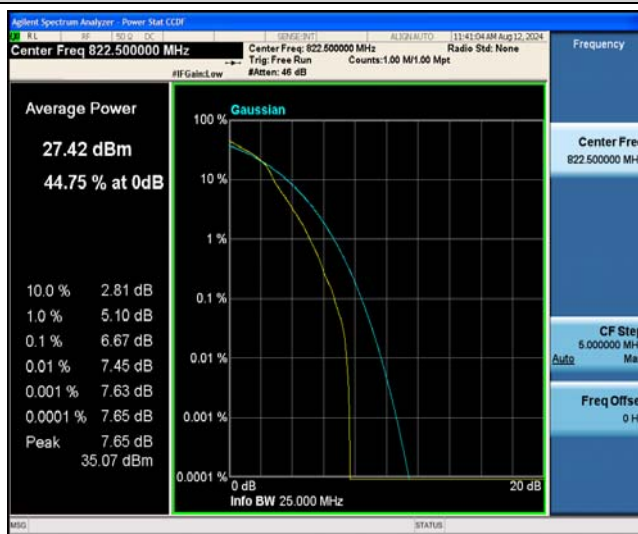 Agilent Spectrum Analyzer - Power Stat CCDF
RL RF 50 Ω DC SENSE:INT ALIGN AUTO 11:41:04 AM Aug 12, 2024
Center Freq 822.500000 MHz
Center Freq: 822.500000 MHz Radio Std: None
Trig: Free Run Counts:1.00 M/1.00 Mpt
#IFGain:Low #Atten: 46 dB
Frequency
Average Power
27.42 dBm
44.75 % at 0dB
10.0 % 2.81 dB
1.0 % 5.10 dB
0.1 % 6.67 dB
0.01 % 7.45 dB
0.001 % 7.63 dB
0.0001 % 7.65 dB
Peak 7.65 dB
35.07 dBm
Gaussian
100 %
10 %
1 %
0.1 %
0.01 %
0.001 %
0.0001 %
0 dB 20 dB
Info BW 25.000 MHz
Center Fre
822.500000 MH
CF Ste
5.000000 MH
Auto Ma
Freq Offse
0 H
MSG STATUS